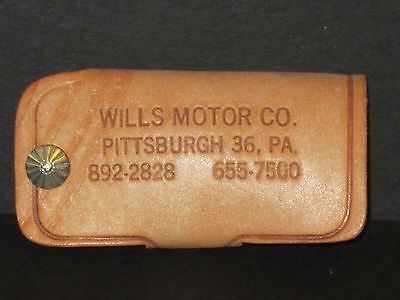 WILLS MOTOR CO.
PITTSBURGH 36, PA.
892-2828 655-7500